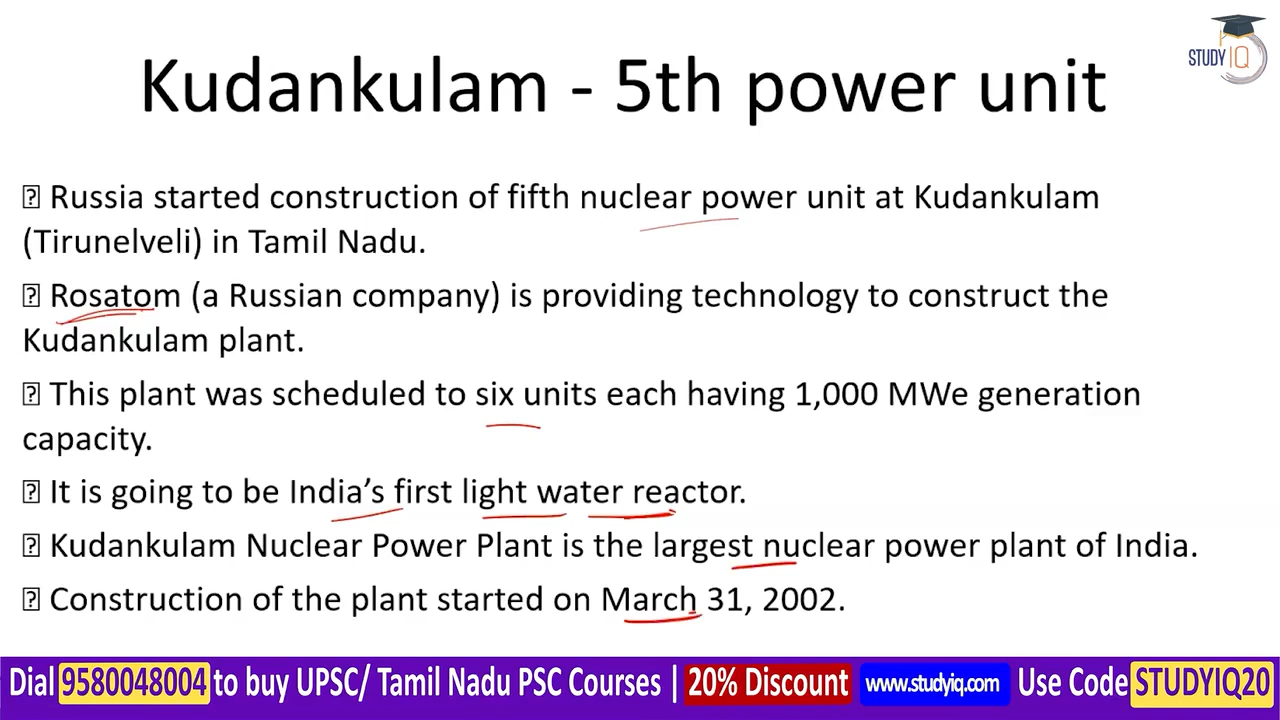 STUDY IQ
Kudankulam - 5th power unit
Russia started construction of fifth nuclear power unit at Kudankulam
(Tirunelveli) in Tamil Nadu.
Rosatom (a Russian company) is providing technology to construct the
Kudankulam plant.
This plant was scheduled to six units each having 1,000 MWe generation
capacity.
It is going to be India’s first light water reactor.
Kudankulam Nuclear Power Plant is the largest nuclear power plant of India.
Construction of the plant started on March 31, 2002.
Dial 9580048004 to buy UPSC/ Tamil Nadu PSC Courses | 20% Discount www.studyiq.com Use Code STUDYIQ20